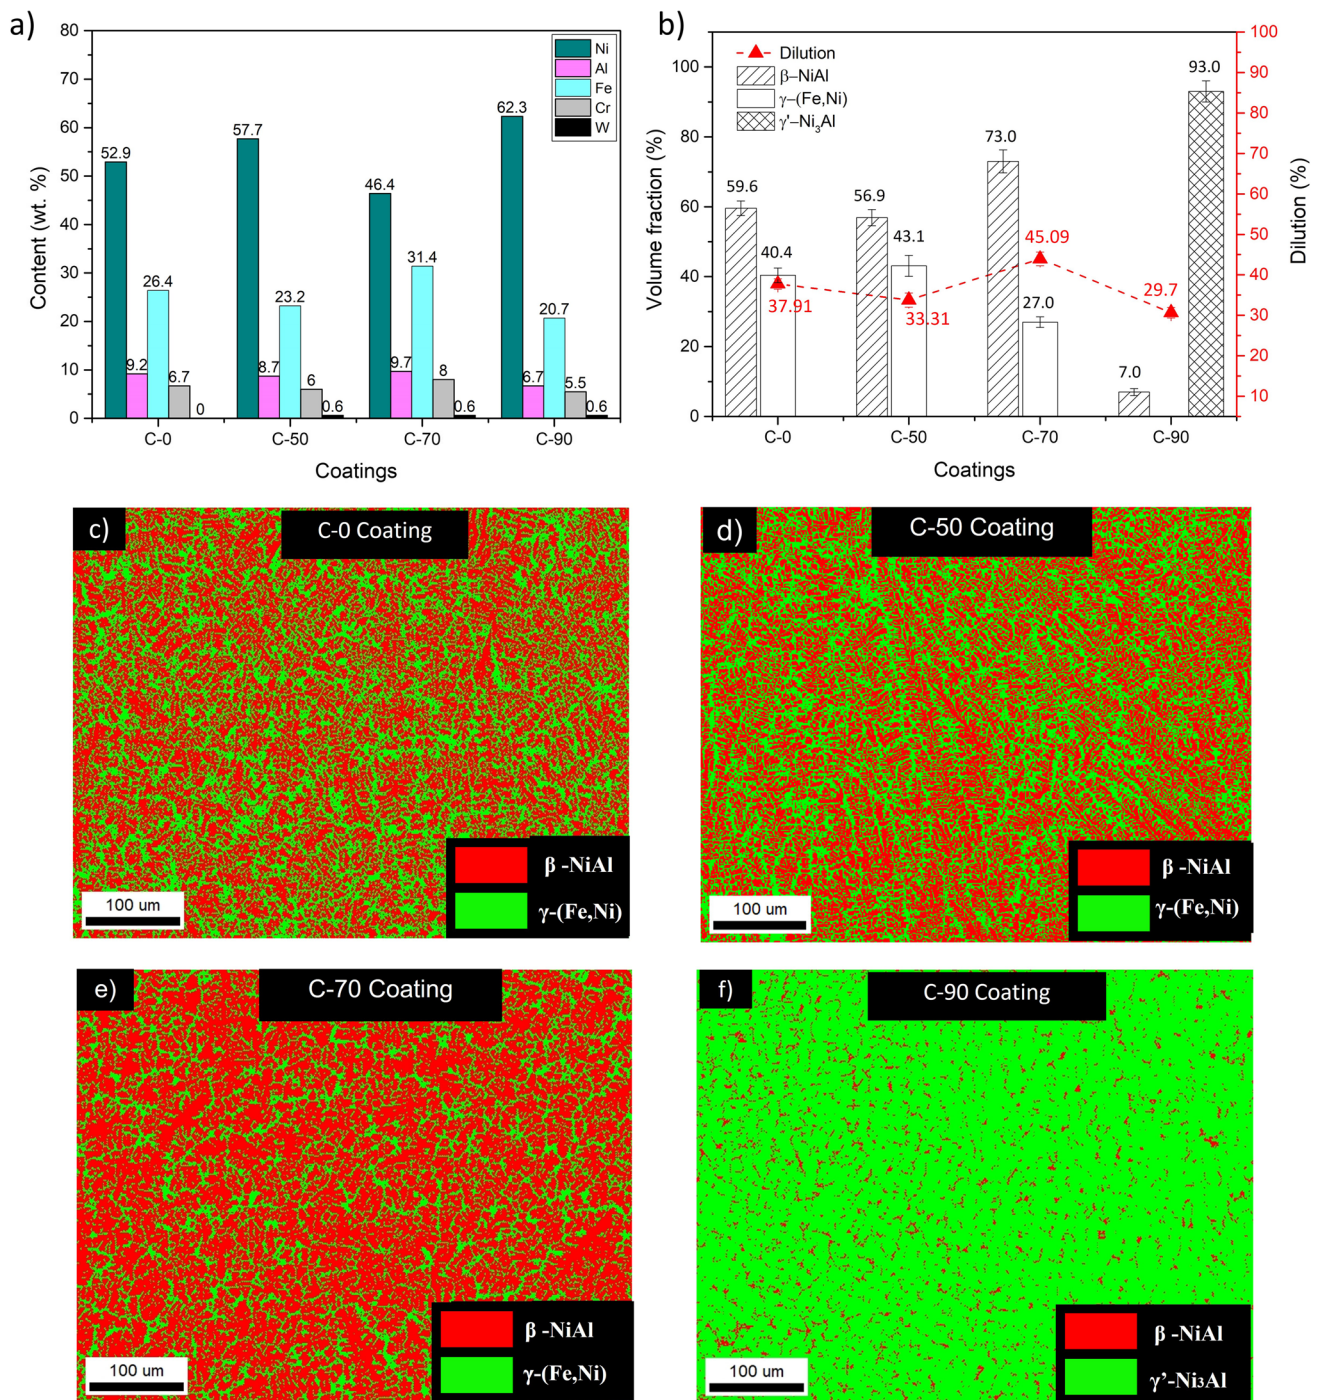 a)
80
70
60
50
40
30
20
10
0
Content (wt. %)
Ni
Al
Fe
Cr
W
52.9
9.2
26.4
6.7
0
57.7
8.7
23.2
6
0.6
46.4
9.7
31.4
8
0.6
62.3
6.7
20.7
5.5
0.6
C-0
C-50
C-70
C-90
Coatings
b)
100
80
60
40
20
0
Volume fraction (%)
Dilution
β–NiAl
γ–(Fe,Ni)
γ'–Ni₃Al
59.6
40.4
37.91
56.9
43.1
33.31
73.0
45.09
27.0
7.0
29.7
93.0
100
90
80
70
60
50
40
30
20
10
Dilution (%)
C-0
C-50
C-70
C-90
Coatings
c)
C-0 Coating
β -NiAl
γ-(Fe,Ni)
100 um
d)
C-50 Coating
β -NiAl
γ-(Fe,Ni)
100 um
e)
C-70 Coating
β -NiAl
γ-(Fe,Ni)
100 um
f)
C-90 Coating
β -NiAl
γ’-Ni₃Al
100 um